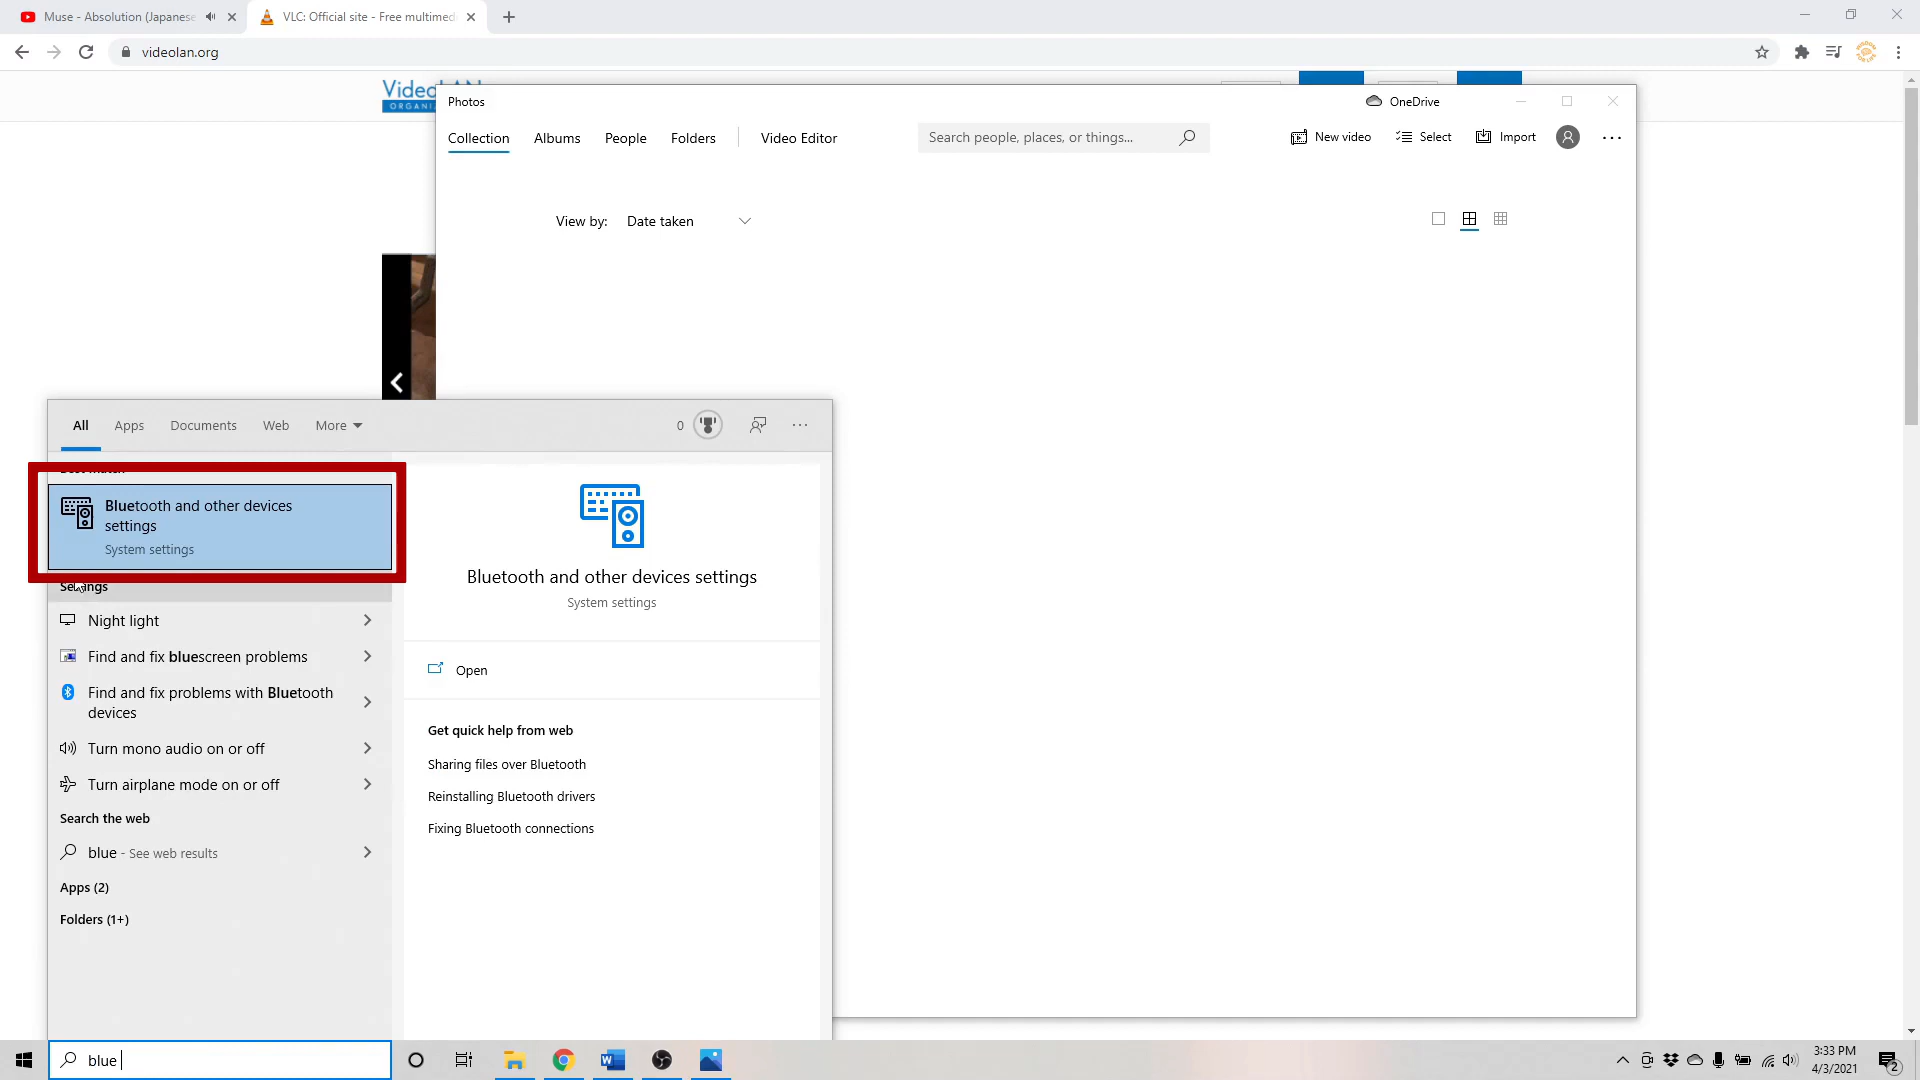 Muse - Absolution (Japanese
VLC: Official site - Free multimed
videolan.org
Video
ORGANI
Photos
OneDrive
Collection
Albums
People
Folders
Video Editor
Search people, places, or things...
New video
Select
Import
View by:
Date taken
All
Apps
Documents
Web
More
0
Bluetooth and other devices
settings
System settings
Settings
Night light
Find and fix bluescreen problems
Find and fix problems with Bluetooth
devices
Turn mono audio on or off
Turn airplane mode on or off
Search the web
blue - See web results
Apps (2)
Folders (1+)
Bluetooth and other devices settings
System settings
Open
Get quick help from web
Sharing files over Bluetooth
Reinstalling Bluetooth drivers
Fixing Bluetooth connections
blue
3:33 PM
4/3/2021
2